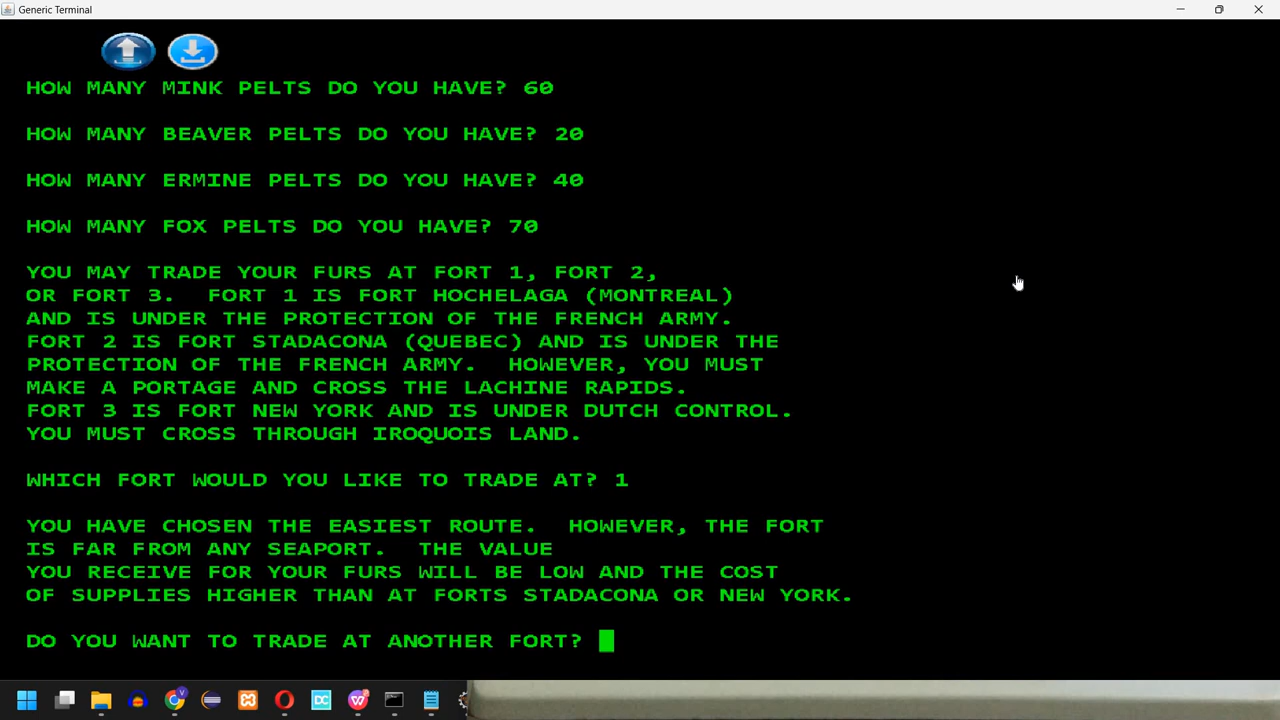 Generic Terminal
HOW MANY MINK PELTS DO YOU HAVE? 60
HOW MANY BEAVER PELTS DO YOU HAVE? 20
HOW MANY ERMINE PELTS DO YOU HAVE? 40
HOW MANY FOX PELTS DO YOU HAVE? 70
YOU MAY TRADE YOUR FURS AT FORT 1, FORT 2,
OR FORT 3.  FORT 1 IS FORT HOCHELAGA (MONTREAL)
AND IS UNDER THE PROTECTION OF THE FRENCH ARMY.
FORT 2 IS FORT STADACONA (QUEBEC) AND IS UNDER THE
PROTECTION OF THE FRENCH ARMY.  HOWEVER, YOU MUST
MAKE A PORTAGE AND CROSS THE LACHINE RAPIDS.
FORT 3 IS FORT NEW YORK AND IS UNDER DUTCH CONTROL.
YOU MUST CROSS THROUGH IROQUOIS LAND.
WHICH FORT WOULD YOU LIKE TO TRADE AT? 1
YOU HAVE CHOSEN THE EASIEST ROUTE.  HOWEVER, THE FORT
IS FAR FROM ANY SEAPORT.  THE VALUE
YOU RECEIVE FOR YOUR FURS WILL BE LOW AND THE COST
OF SUPPLIES HIGHER THAN AT FORTS STADACONA OR NEW YORK.
DO YOU WANT TO TRADE AT ANOTHER FORT?
V
DC
W